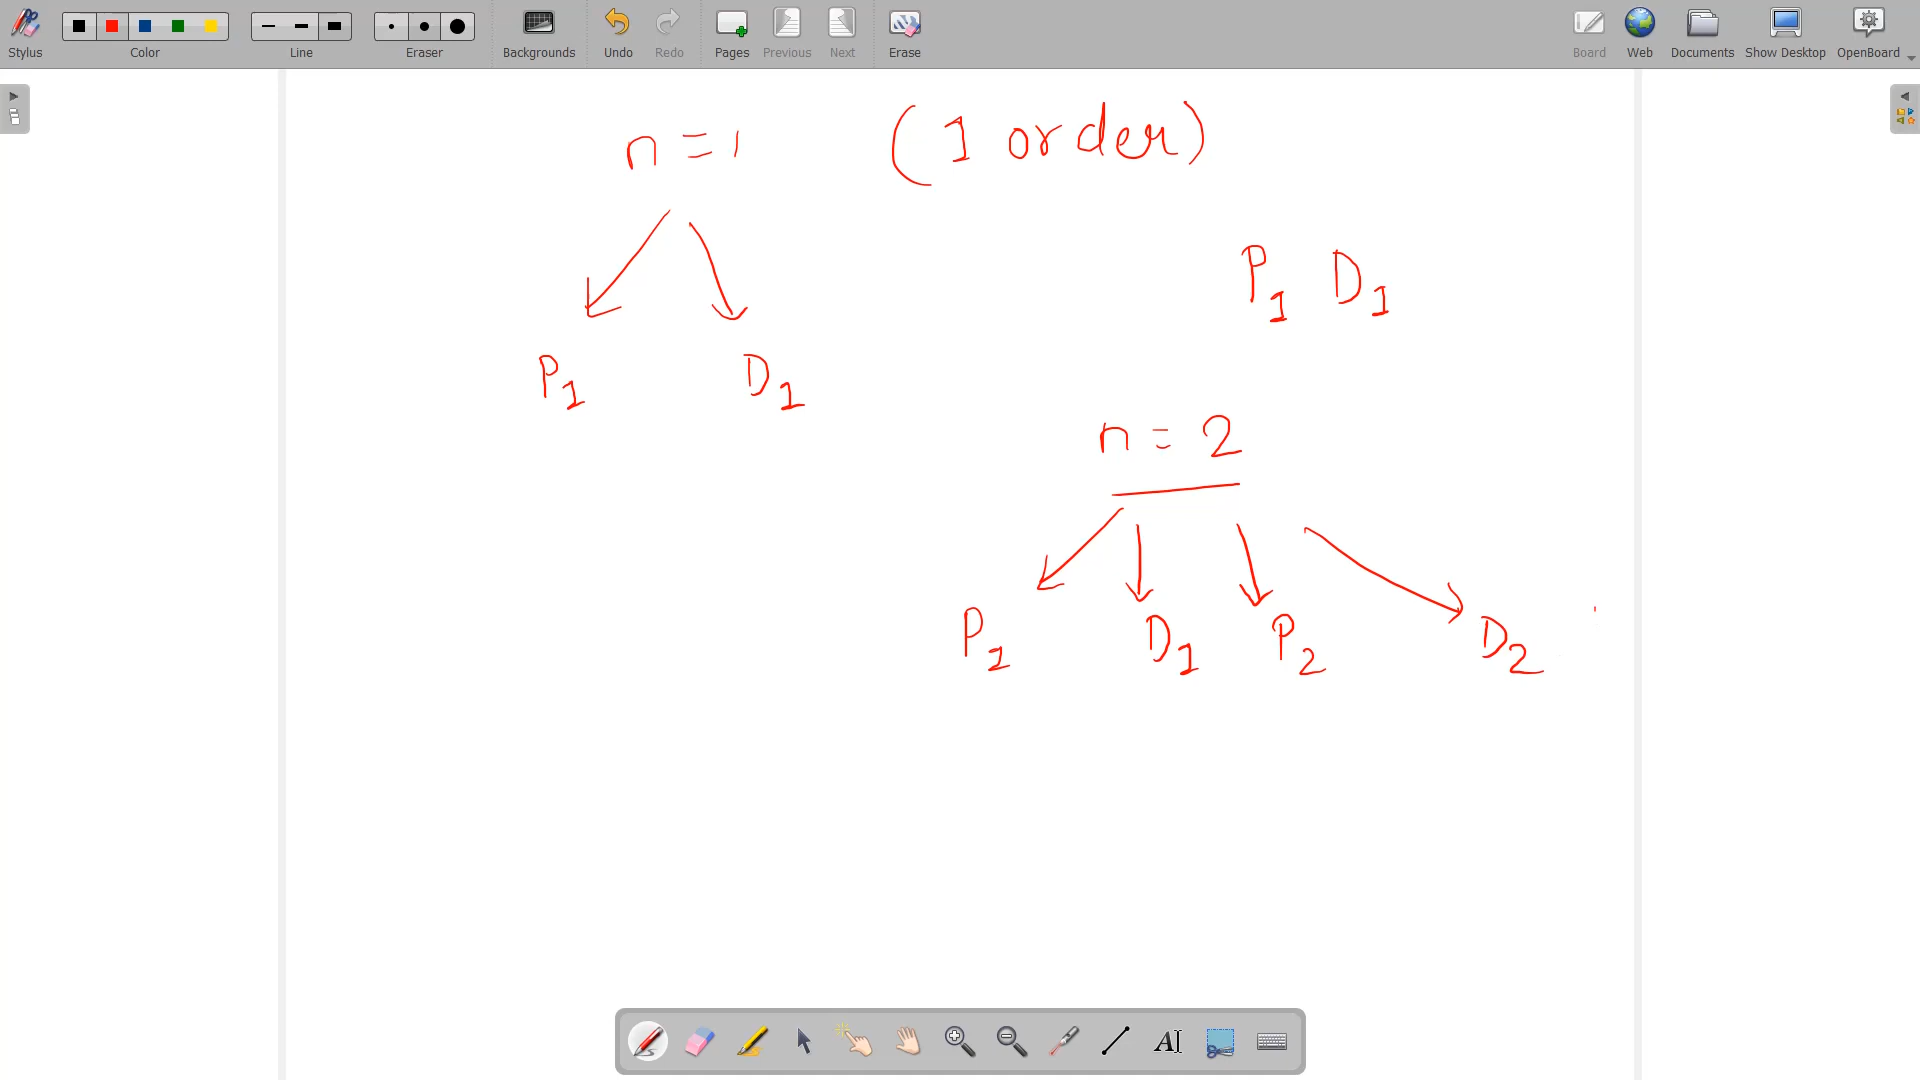 Stylus Color Line Eraser Backgrounds Undo Redo Pages Previous Next Erase Board Web Documents Show Desktop OpenBoard
n = 1 (1 order)
P1 D1
P1 D1
n = 2
P1 D1 P2 D2